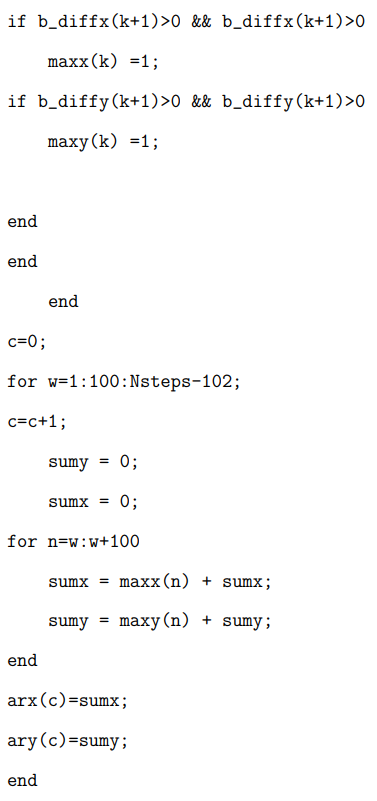 if b_diffx(k+1)>0 && b_diffx(k+1)>0
maxx(k) =1;
if b_diffy(k+1)>0 && b_diffy(k+1)>0
maxy(k) =1;
end
end
end
c=0;
for w=1:100:Nsteps-102;
c=c+1;
sumy = 0;
sumx = 0;
for n=w:w+100
sumx = maxx(n) + sumx;
sumy = maxy(n) + sumy;
end
arx(c)=sumx;
ary(c)=sumy;
end